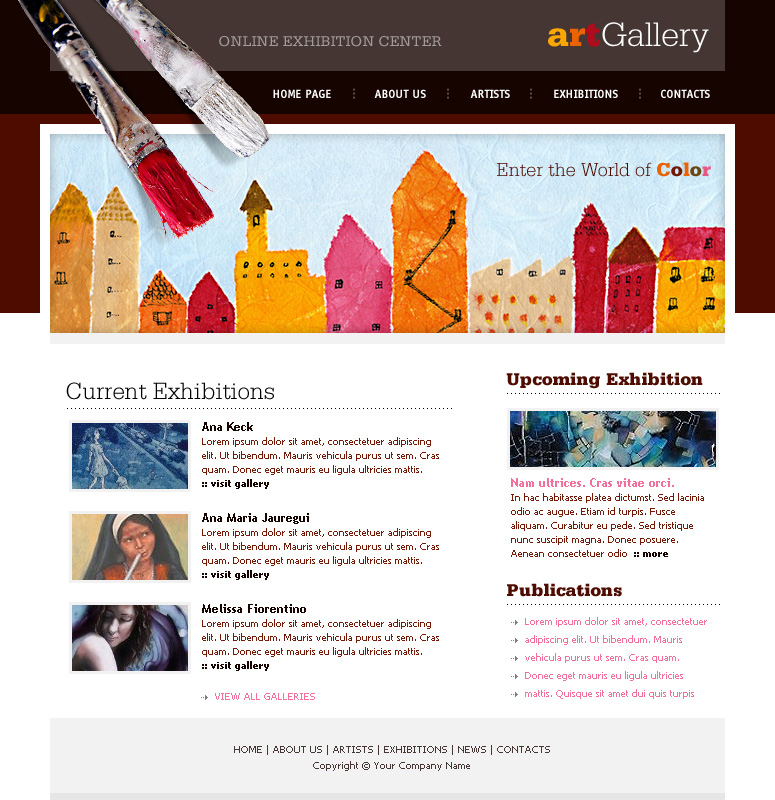 ONLINE EXHIBITION CENTER
artGallery
HOME PAGE
ABOUT US
ARTISTS
EXHIBITIONS
CONTACTS
Enter the World of Color
Current Exhibitions
Ana Keck
Lorem ipsum dolor sit amet, consectetuer adipiscing
elit. Ut bibendum. Mauris vehicula purus ut sem. Cras
quam. Donec eget mauris eu ligula ultricies mattis.
:: visit gallery
Ana Maria Jauregui
Lorem ipsum dolor sit amet, consectetuer adipiscing
elit. Ut bibendum. Mauris vehicula purus ut sem. Cras
quam. Donec eget mauris eu ligula ultricies mattis.
:: visit gallery
Melissa Fiorentino
Lorem ipsum dolor sit amet, consectetuer adipiscing
elit. Ut bibendum. Mauris vehicula purus ut sem. Cras
quam. Donec eget mauris eu ligula ultricies mattis.
:: visit gallery
VIEW ALL GALLERIES
Upcoming Exhibition
Nam ultrices. Cras vitae orci.
In hac habitasse platea dictumst. Sed lacinia
odio ac augue. Etiam id turpis. Fusce
aliquam. Curabitur eu pede. Sed tristique
nunc suscipit magna. Donec posuere.
Aenean consectetuer odio :: more
Publications
Lorem ipsum dolor sit amet, consectetuer
adipiscing elit. Ut bibendum. Mauris
vehicula purus ut sem. Cras quam.
Donec eget mauris eu ligula ultricies
mattis. Quisque sit amet dui quis turpis
HOME | ABOUT US | ARTISTS | EXHIBITIONS | NEWS | CONTACTS
Copyright © Your Company Name